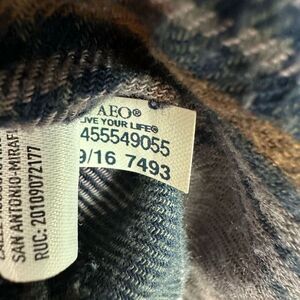 AEO®
LIVE YOUR LIFE®
455549055
9/16 7493
SAN ANTONIO-MIRAFL
RUC: 20109072177